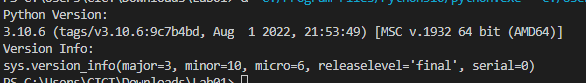 Python Version:
3.10.6 (tags/v3.10.6:9c7b4bd, Aug  1 2022, 21:53:49) [MSC v.1932 64 bit (AMD64)]
Version Info:
sys.version_info(major=3, minor=10, micro=6, releaselevel='final', serial=0)